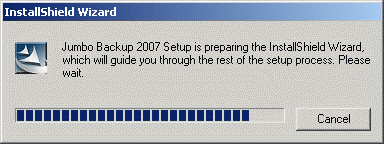 InstallShield Wizard
Jumbo Backup 2007 Setup is preparing the InstallShield Wizard,
which will guide you through the rest of the setup process. Please
wait.
Cancel